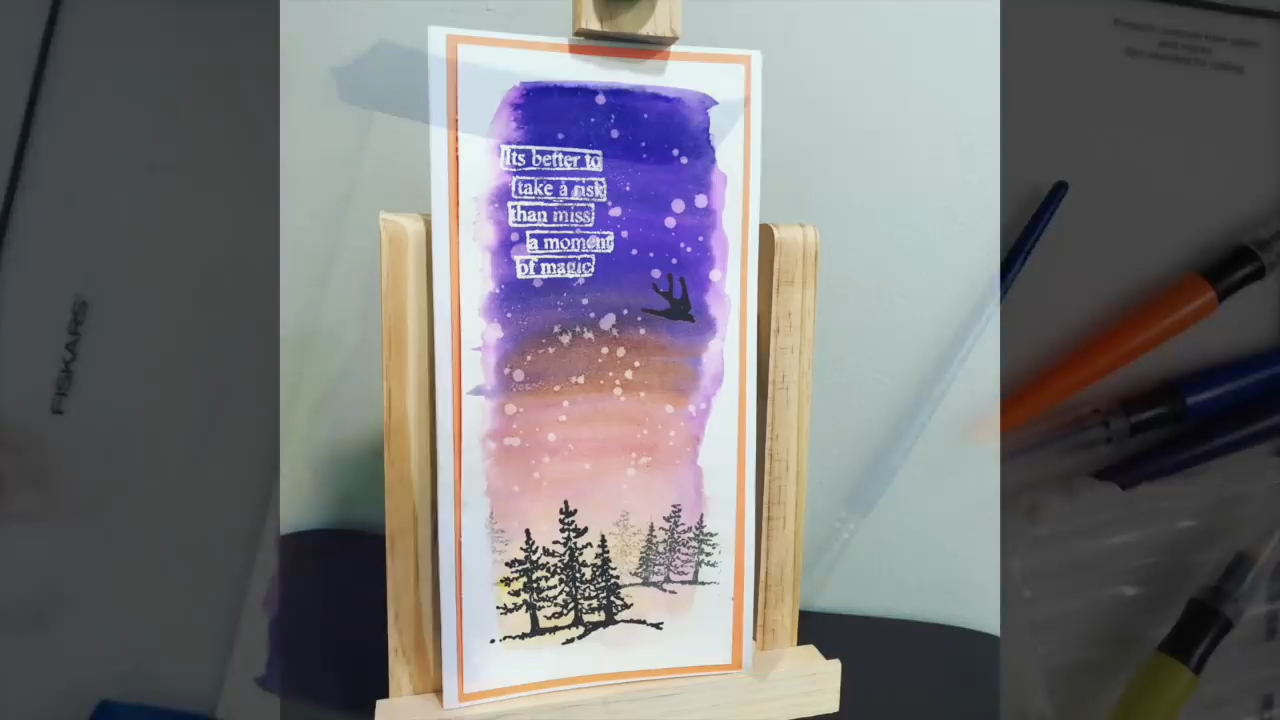 Its better to
take a risk
than miss
a moment
of magic
FISKARS